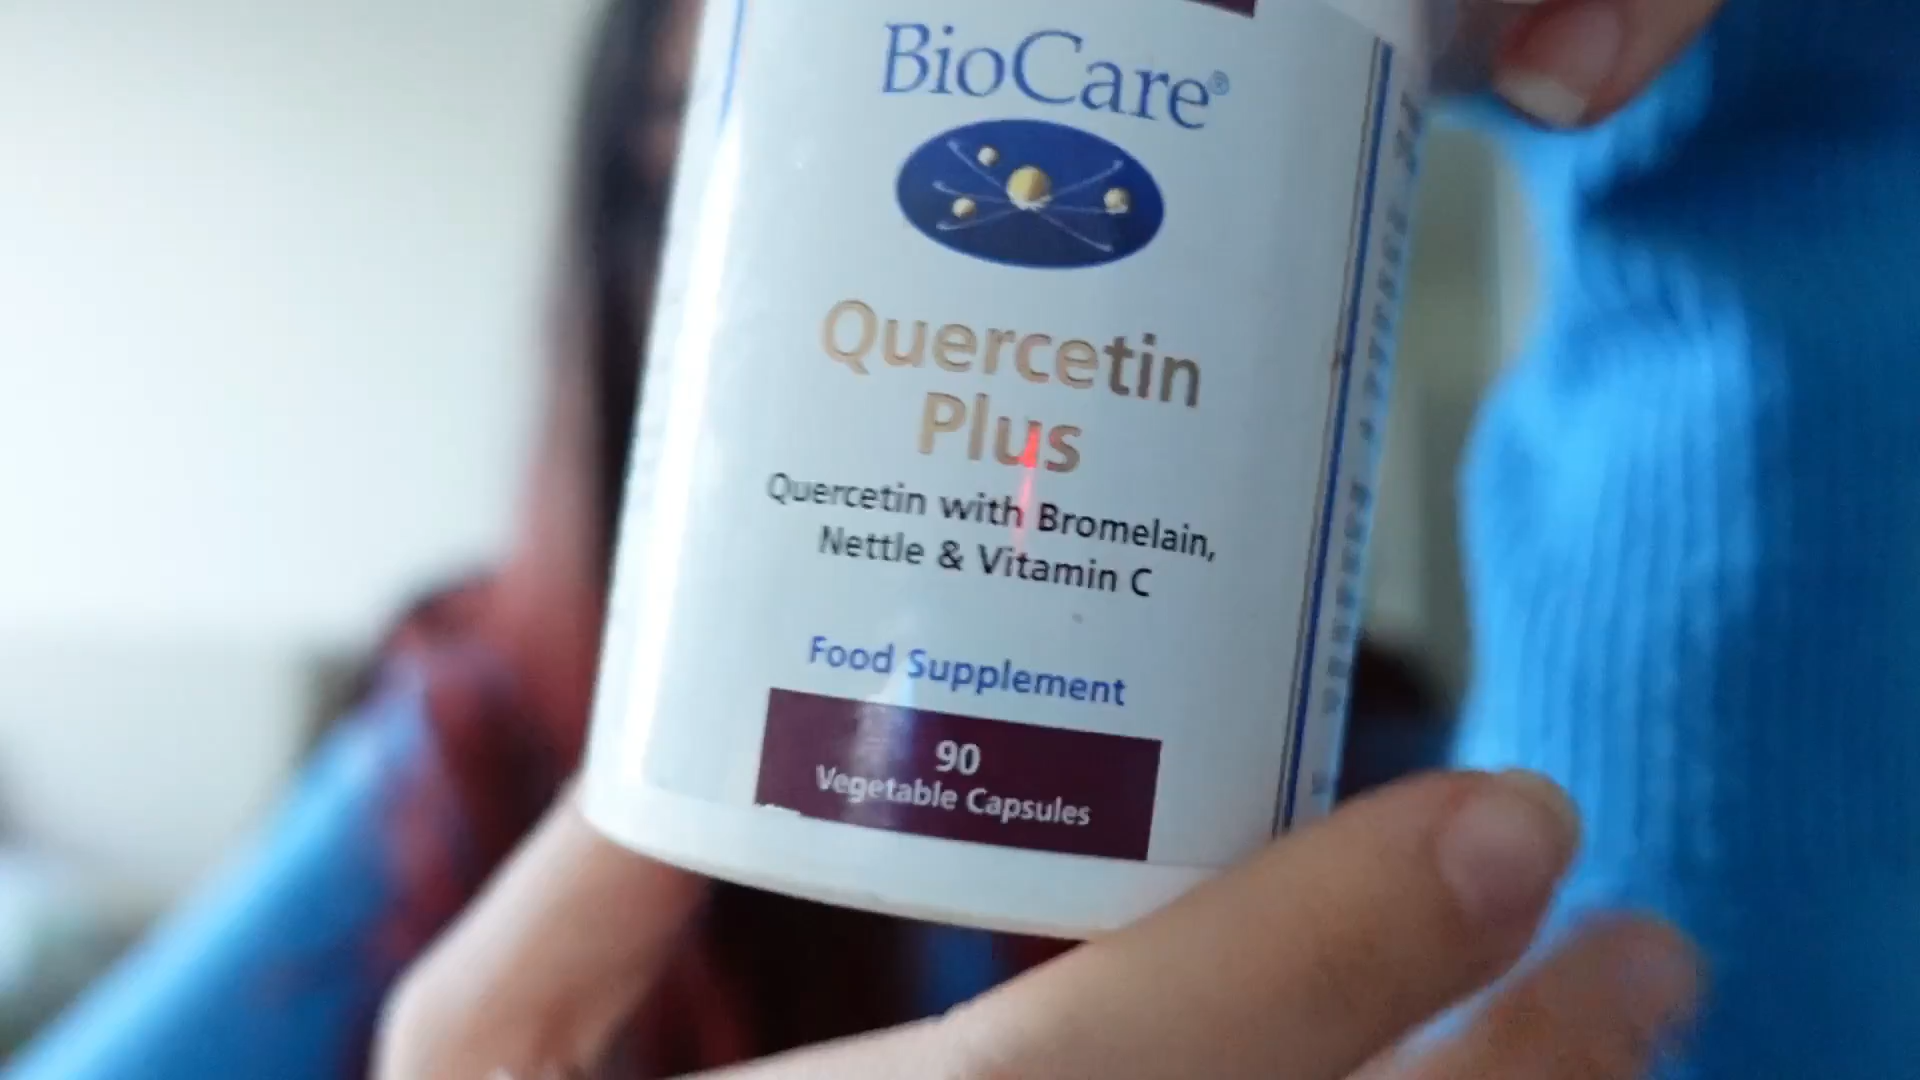 BioCare®
Quercetin
Plus
Quercetin with Bromelain,
Nettle & Vitamin C
Food Supplement
90
Vegetable Capsules